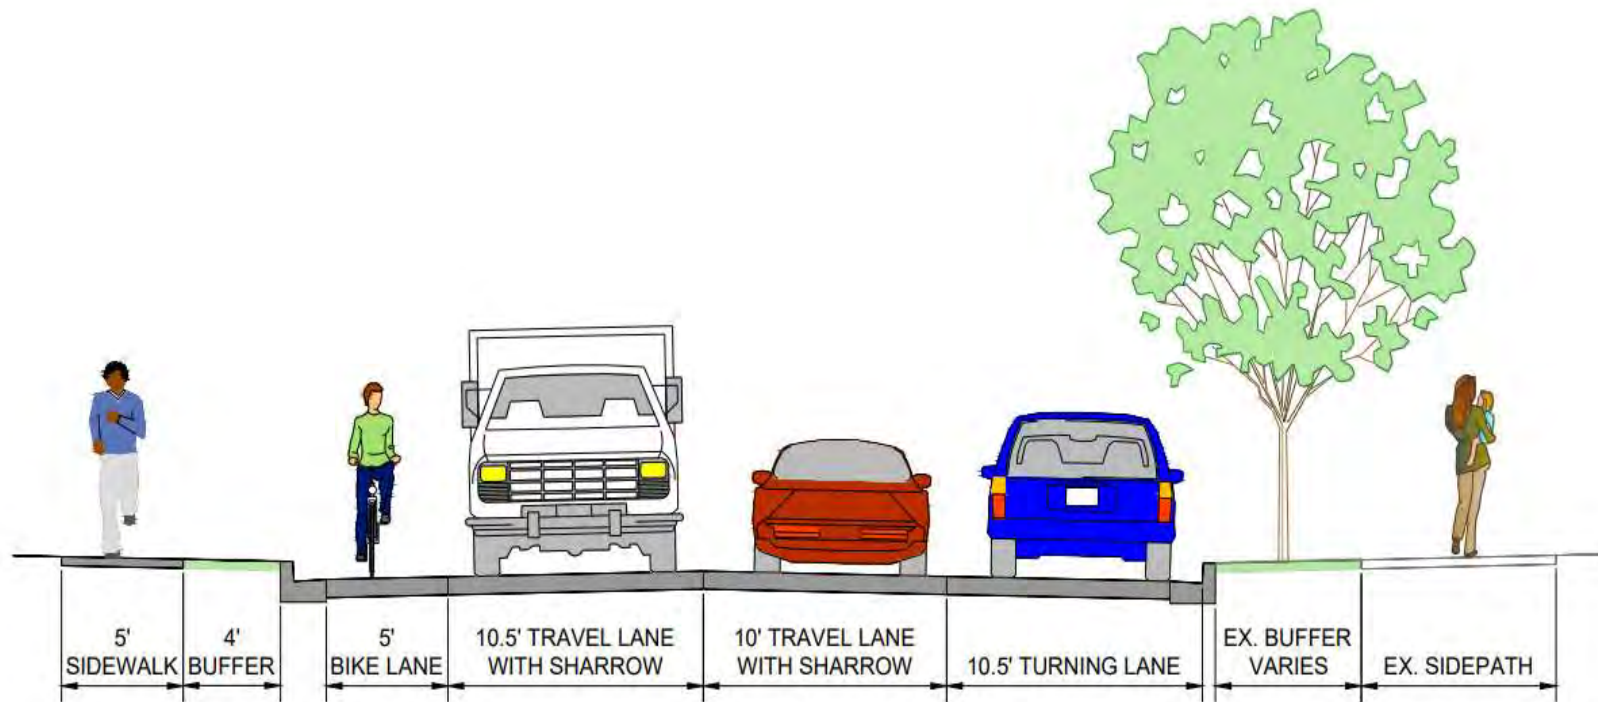 5'
SIDEWALK
4'
BUFFER
5'
BIKE LANE
10.5' TRAVEL LANE
WITH SHARROW
10' TRAVEL LANE
WITH SHARROW
10.5' TURNING LANE
EX. BUFFER
VARIES
EX. SIDEPATH